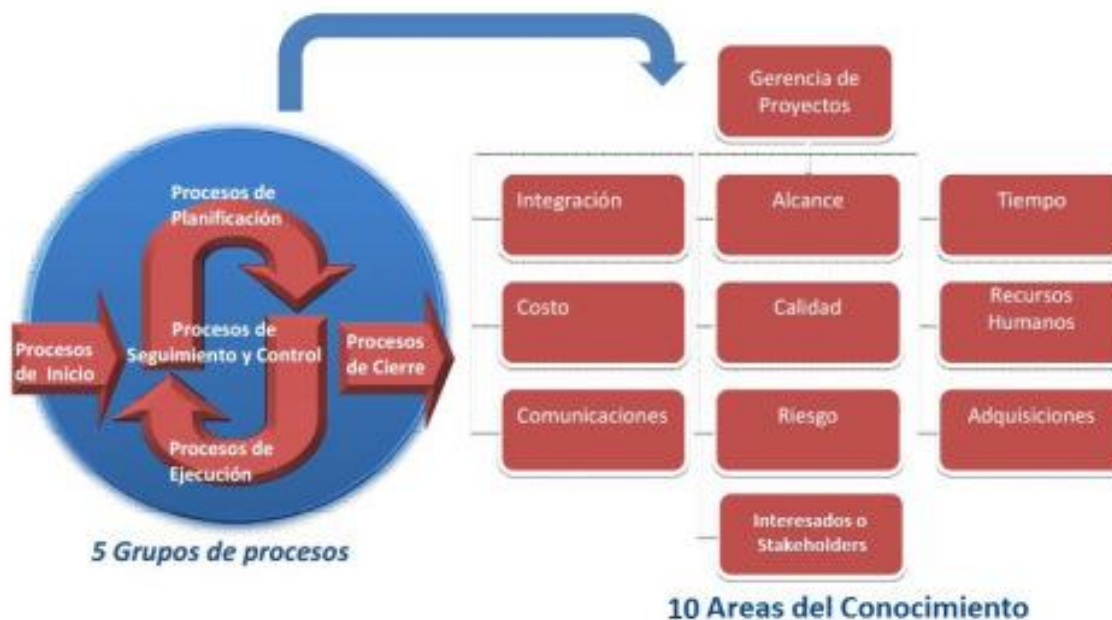 Procesos de
Planificación
Procesos
de Inicio
Procesos de
Seguimiento y Control
Procesos
de Cierre
Procesos de
Ejecución
5 Grupos de procesos
Gerencia de
Proyectos
Integración
Alcance
Tiempo
Costo
Calidad
Recursos
Humanos
Comunicaciones
Riesgo
Adquisiciones
Interesados o
Stakeholders
10 Areas del Conocimiento